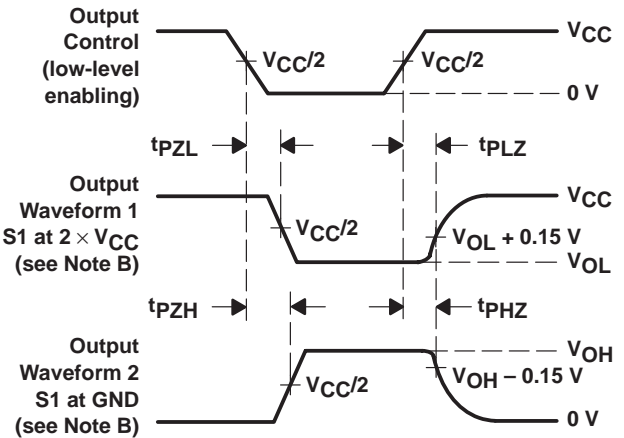 Output
Control
(low-level
enabling)
VCC/2
VCC/2
VCC
0 V
tPZL
tPLZ
Output
Waveform 1
S1 at 2 × VCC
(see Note B)
VCC/2
VCC
VOL + 0.15 V
VOL
tPZH
tPHZ
Output
Waveform 2
S1 at GND
(see Note B)
VCC/2
VOH
VOH – 0.15 V
0 V